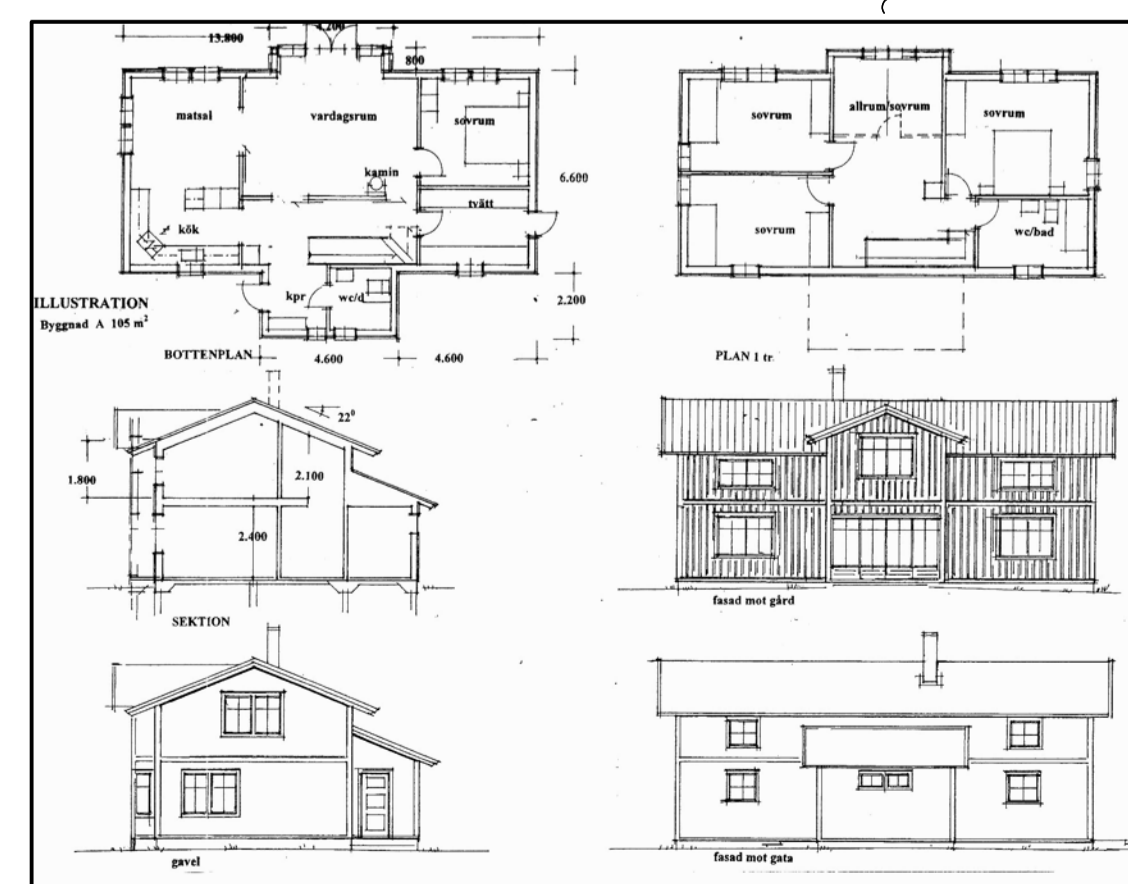 13.800
4.200
800
matsal
vardagsrum
sovrum
6.600
kamin
tvätt
kök
kpr
wc/d
2.200
ILLUSTRATION
Byggnad A 105 m²
BOTTENPLAN
4.600
4.600
sovrum
allrum/sovrum
sovrum
sovrum
wc/bad
PLAN 1 tr.
22⁰
1.800
2.100
2.400
SEKTION
fasad mot gård
gavel
fasad mot gata